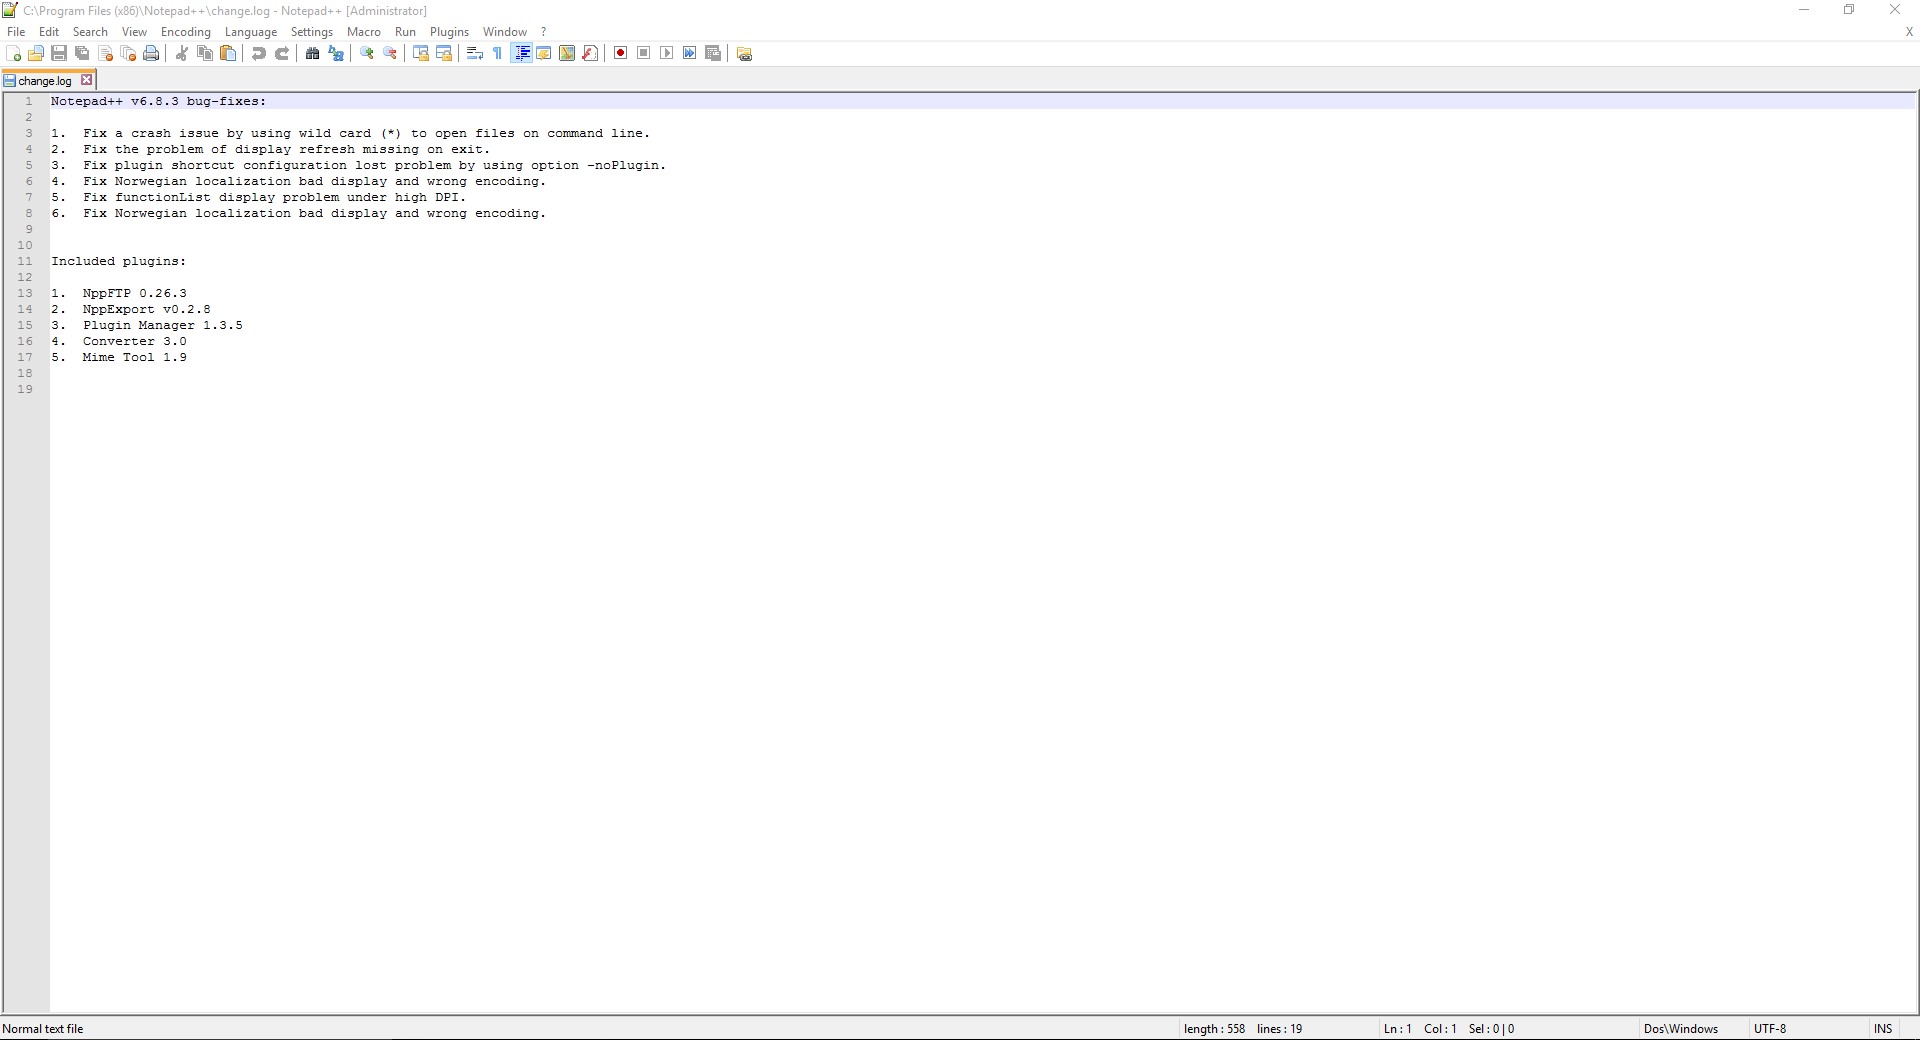 C:\Program Files (x86)\Notepad++\change.log - Notepad++ [Administrator]
File Edit Search View Encoding Language Settings Macro Run Plugins Window ? X
change.log
1 Notepad++ v6.8.3 bug-fixes:
2
3 1. Fix a crash issue by using wild card (*) to open files on command line.
4 2. Fix the problem of display refresh missing on exit.
5 3. Fix plugin shortcut configuration lost problem by using option -noPlugin.
6 4. Fix Norwegian localization bad display and wrong encoding.
7 5. Fix functionList display problem under high DPI.
8 6. Fix Norwegian localization bad display and wrong encoding.
9
10
11 Included plugins:
12
13 1. NppFTP 0.26.3
14 2. NppExport v0.2.8
15 3. Plugin Manager 1.3.5
16 4. Converter 3.0
17 5. Mime Tool 1.9
18
19
Normal text file length : 558 lines : 19 Ln : 1 Col : 1 Sel : 0 | 0 Dos\Windows UTF-8 INS